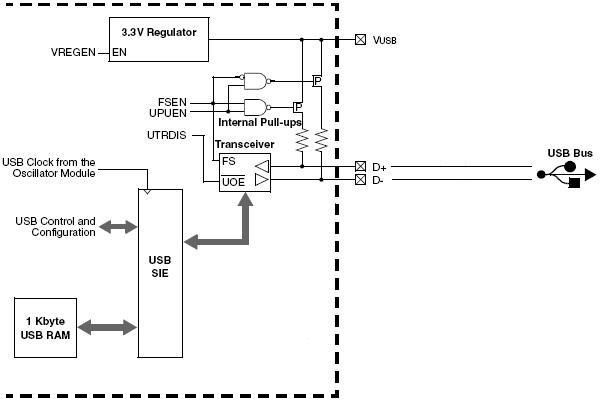 3.3V Regulator
VREGEN
EN
VUSB
P
FSEN
P
UPUEN
Internal Pull-ups
UTRDIS
Transceiver
FS
UOE
USB Clock from the
Oscillator Module
D+
D-
USB Bus
USB Control and
Configuration
USB
SIE
1 Kbyte
USB RAM